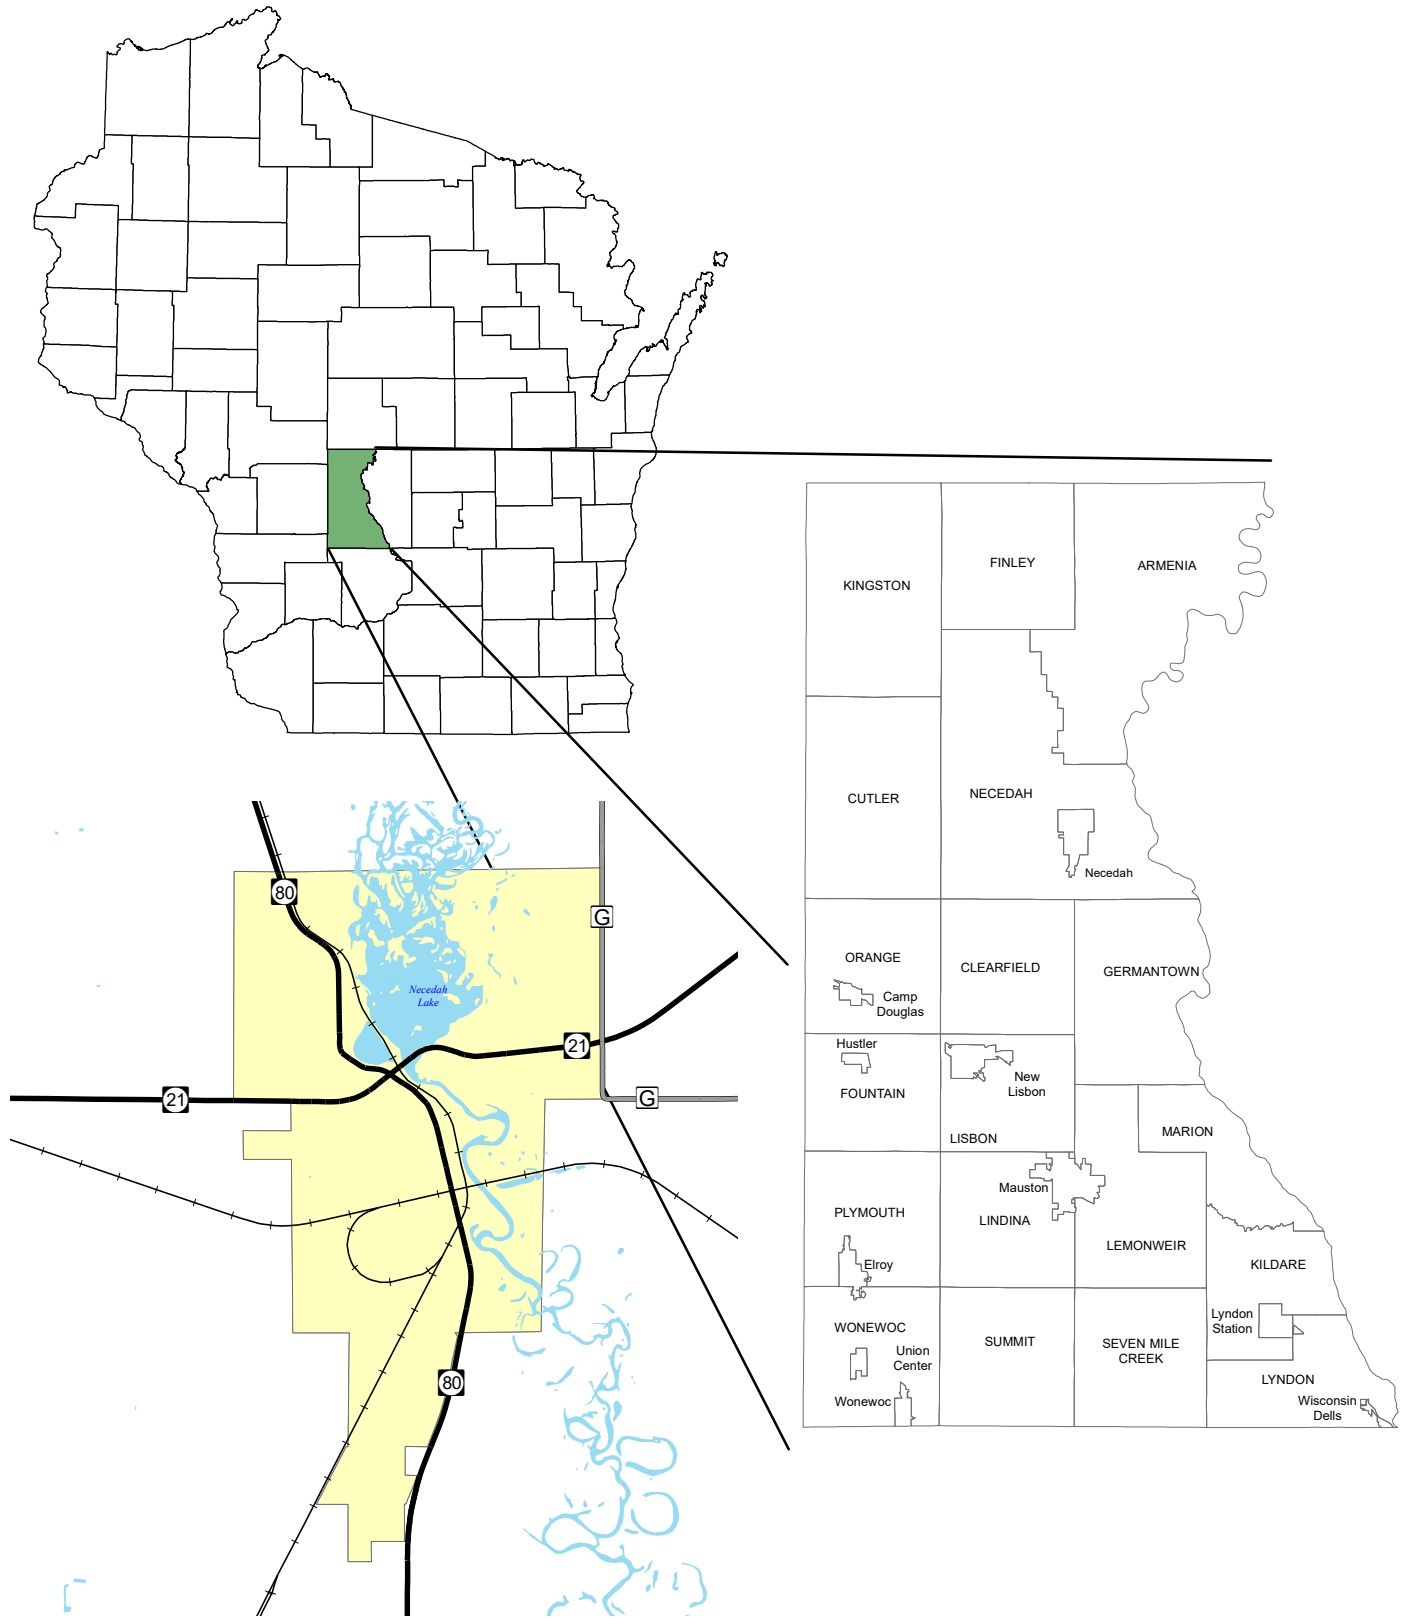 FINLEY
ARMENIA
KINGSTON
NECEDAH
CUTLER
Necedah
80
G
ORANGE
CLEARFIELD
GERMANTOWN
Necedah
Lake
Camp
Douglas
Hustler
21
New
Lisbon
FOUNTAIN
21
G
MARION
LISBON
Mauston
PLYMOUTH
LINDINA
LEMONWEIR
Elroy
KILDARE
Lyndon
Station
WONEWOC
SUMMIT
SEVEN MILE
CREEK
Union
Center
LYNDON
80
Wonewoc
Wisconsin
Dells